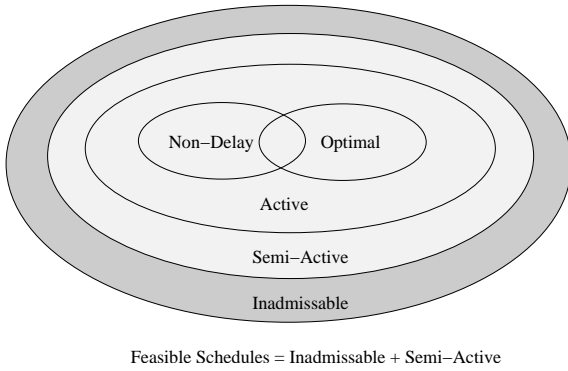 Non−Delay
Optimal
Active
Semi−Active
Inadmissable
Feasible Schedules = Inadmissable + Semi−Active